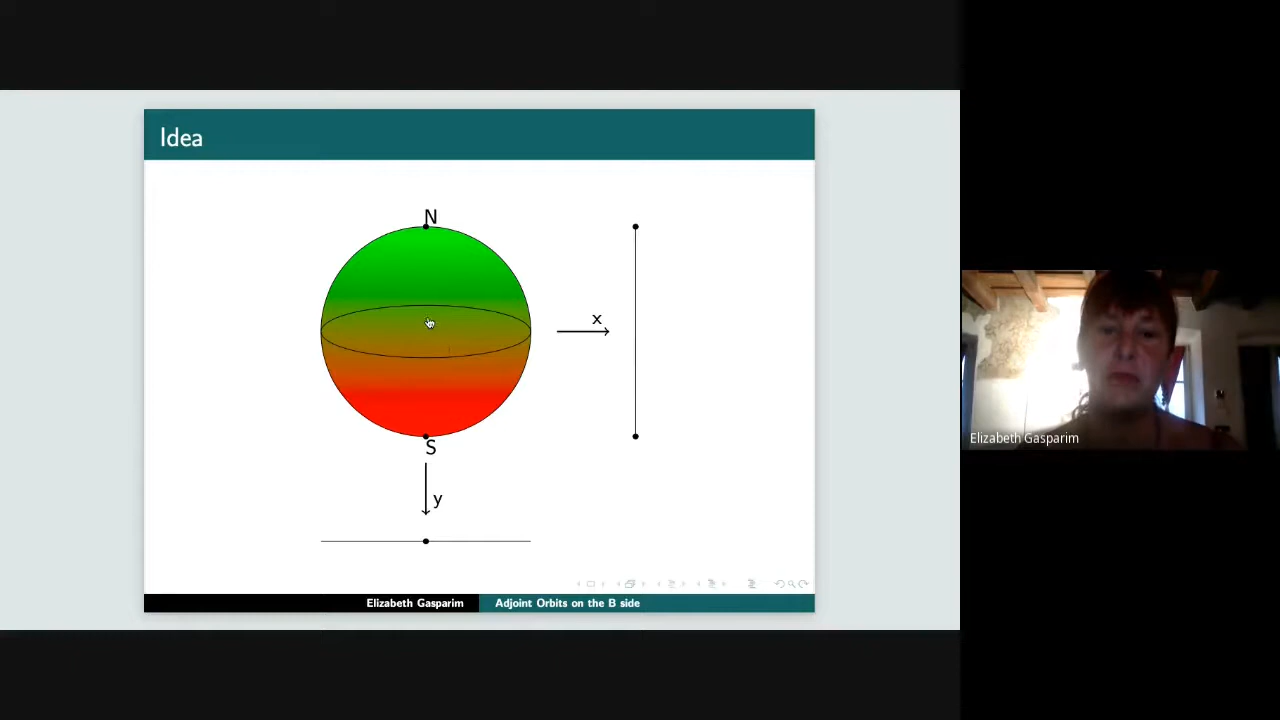 Idea
N
x
S
y
Elizabeth Gasparim
Adjoint Orbits on the B side
Elizabeth Gasparim